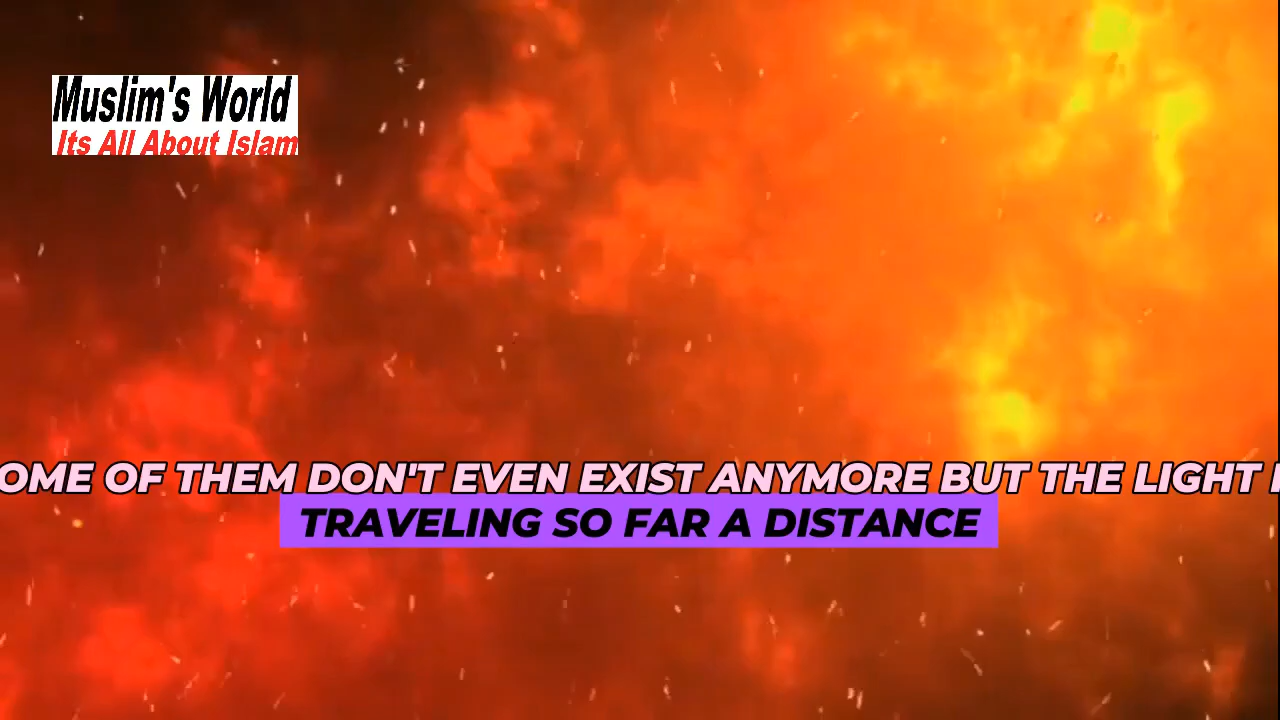 Muslim's World
Its All About Islam
OME OF THEM DON'T EVEN EXIST ANYMORE BUT THE LIGHT
TRAVELING SO FAR A DISTANCE